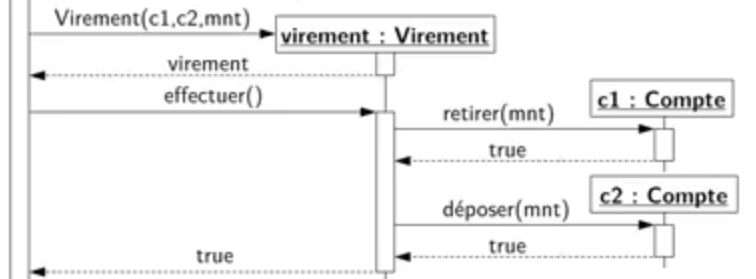 Virement(c1,c2,mnt)
virement : Virement
virement
effectuer()
c1 : Compte
retirer(mnt)
true
c2 : Compte
déposer(mnt)
true
true